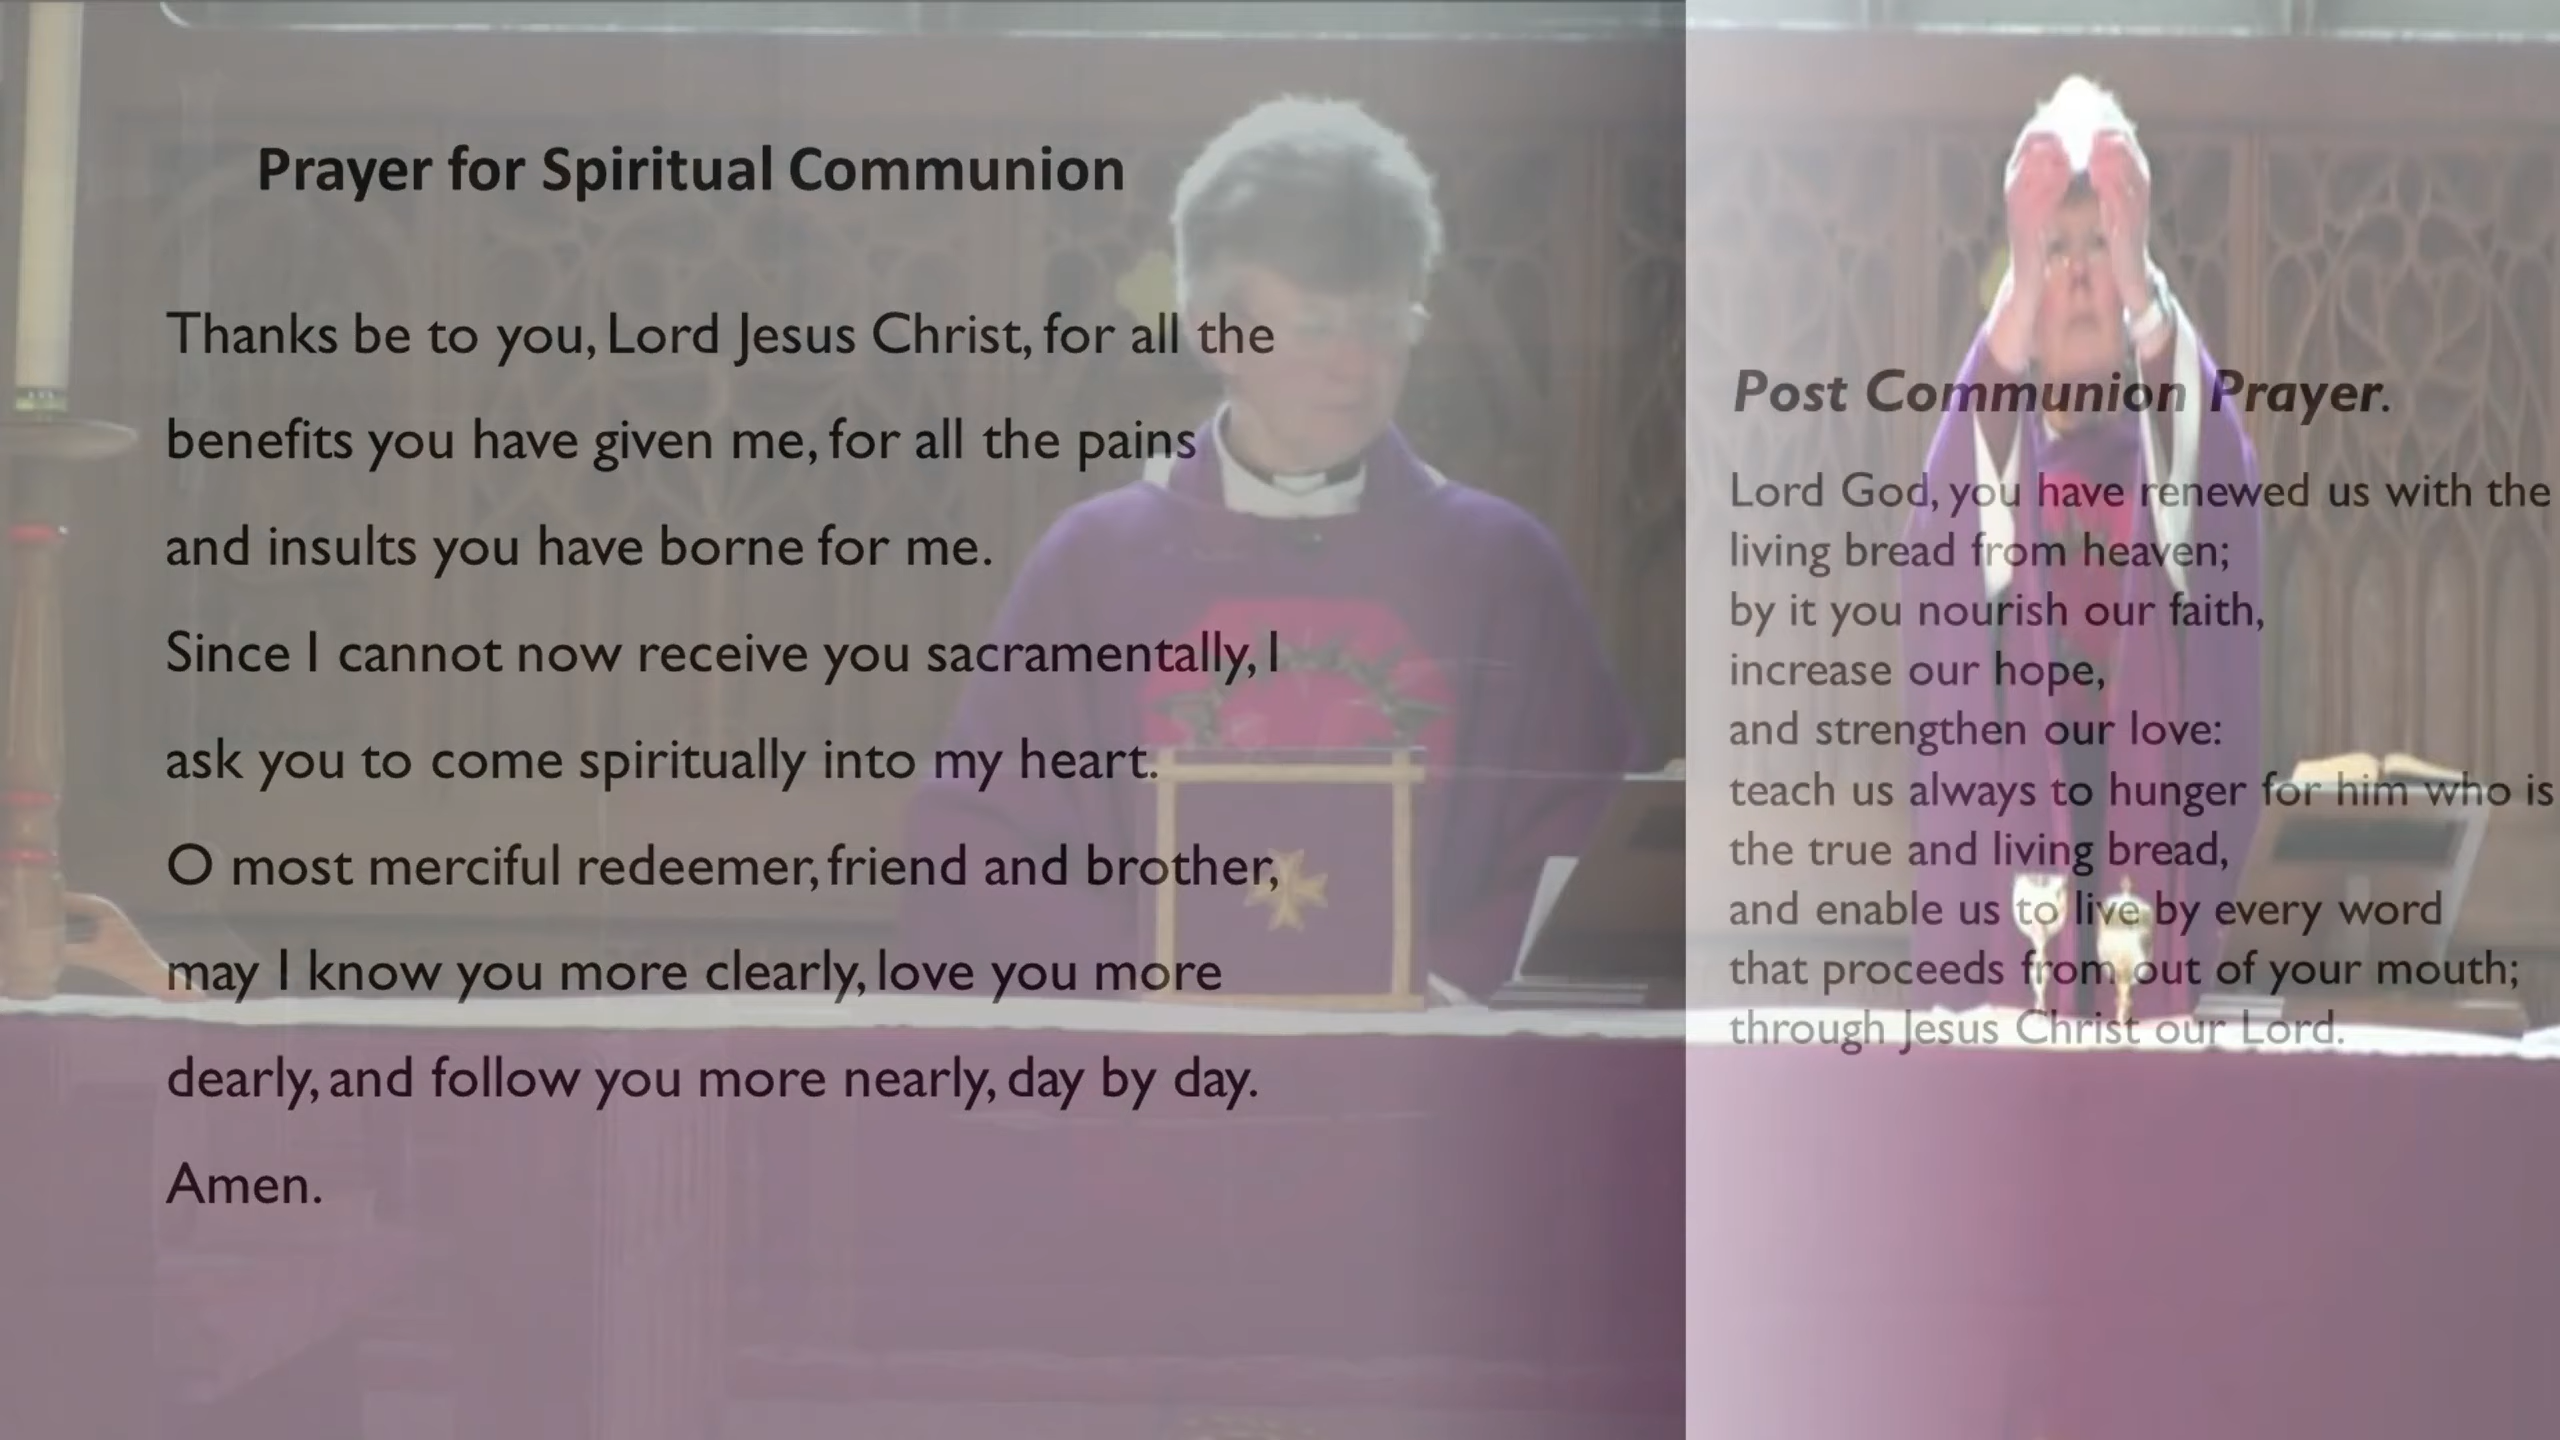 Prayer for Spiritual Communion
Thanks be to you, Lord Jesus Christ, for all the
benefits you have given me, for all the pains
and insults you have borne for me.
Since I cannot now receive you sacramentally, I
ask you to come spiritually into my heart.
O most merciful redeemer, friend and brother,
may I know you more clearly, love you more
dearly, and follow you more nearly, day by day.
Amen.
Post Communion Prayer.
Lord God, you have renewed us with the
living bread from heaven;
by it you nourish our faith,
increase our hope,
and strengthen our love:
teach us always to hunger for him who is
the true and living bread,
and enable us to live by every word
that proceeds from out of your mouth;
through Jesus Christ our Lord.